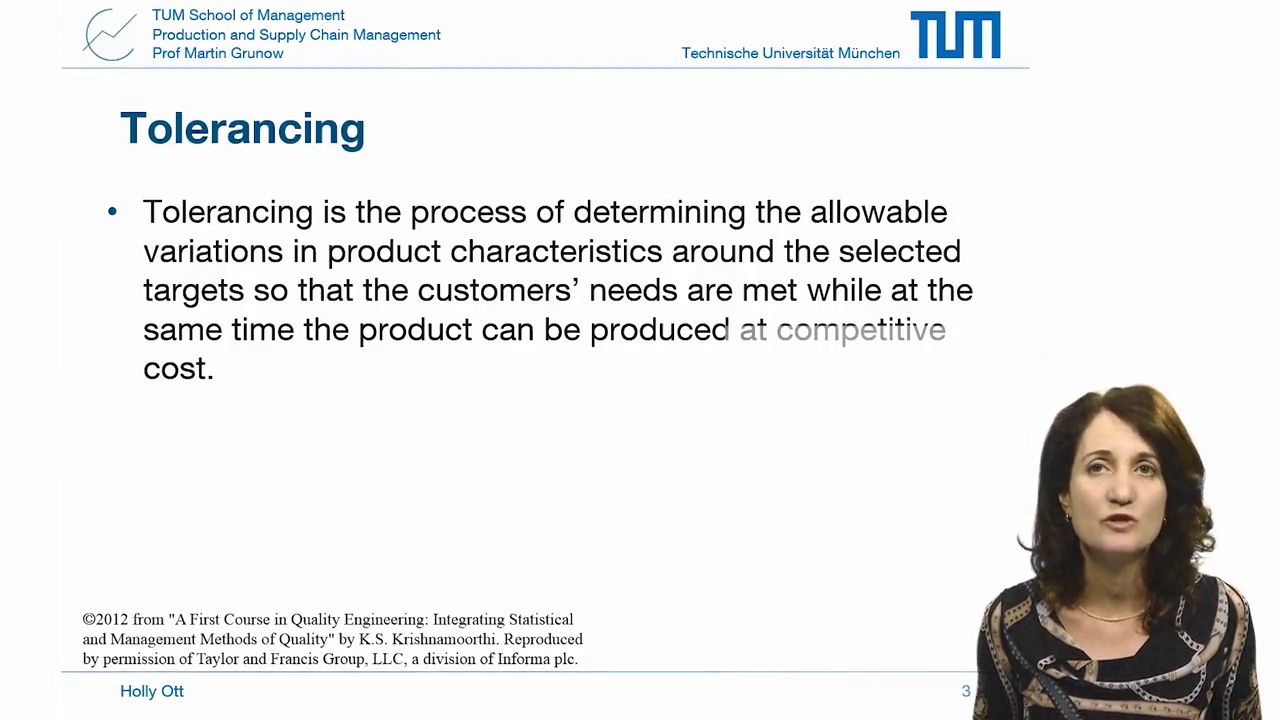 TUM School of Management
Production and Supply Chain Management
Prof Martin Grunow
Technische Universität München
TUM
Tolerancing
• Tolerancing is the process of determining the allowable
variations in product characteristics around the selected
targets so that the customers’ needs are met while at the
same time the product can be produced at competitive
cost.
©2012 from "A First Course in Quality Engineering: Integrating Statistical
and Management Methods of Quality" by K.S. Krishnamoorthi. Reproduced
by permission of Taylor and Francis Group, LLC, a division of Informa plc.
Holly Ott
3